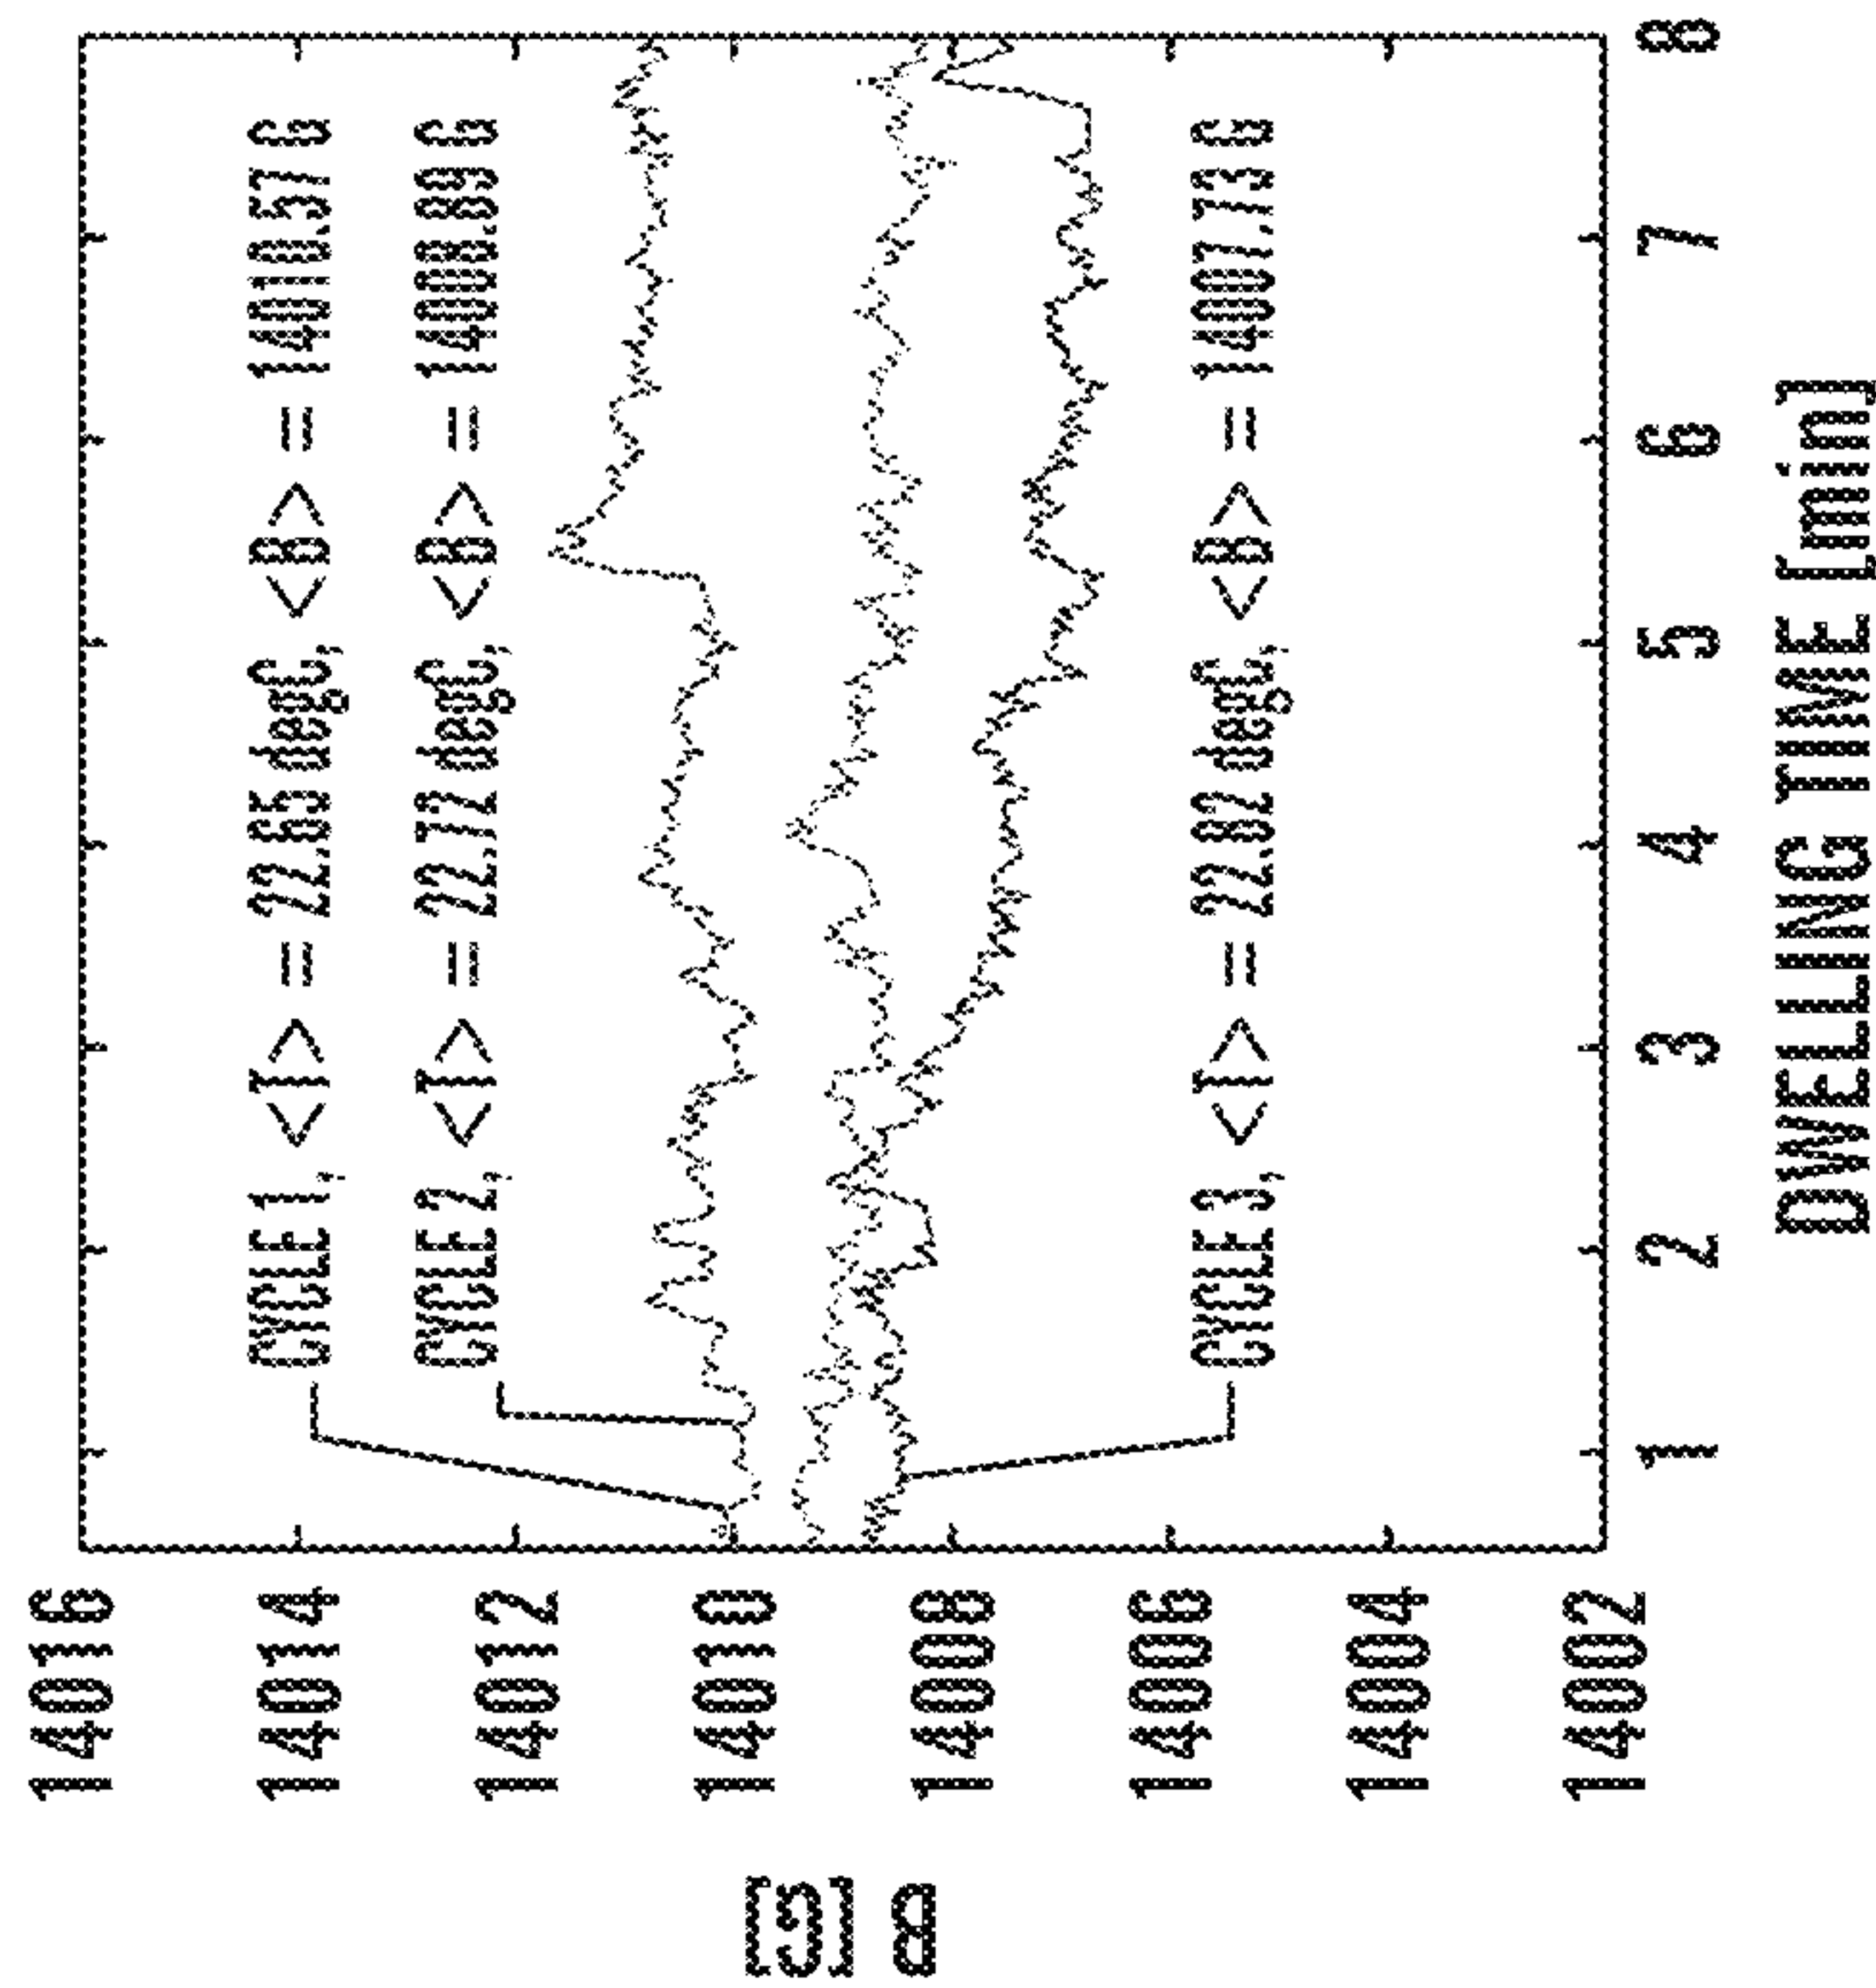 14016
14014
14012
14010
14008
14006
14004
14002
B [G]
CYCLE 1, <T> = 22.65 degC, <B> = 14010.57 G
CYCLE 2, <T> = 22.72 degC, <B> = 14008.89 G
CYCLE 3, <T> = 22.82 degC, <B> = 14007.73 G
1 2 3 4 5 6 7 8
DWELLING TIME [min]